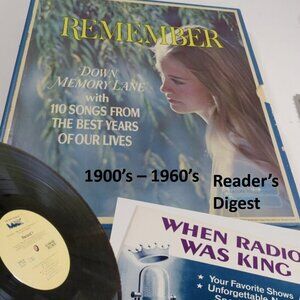 REMEMBER
DOWN
MEMORY LANE
with
110 SONGS FROM
THE BEST YEARS
OF OUR LIVES
1900's – 1960's
Reader's
Digest
WHEN RADIO
WAS KING
★ Your Favorite Shows
★ Unforgettable